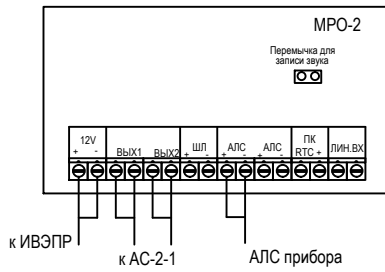 МРО-2
Перемычка для
записи звука
12V
+ -
ВЫХ1
ВЫХ2
ШЛ
+ -
АЛС
+ -
АЛС
+ -
ПК
RTC +
ЛИН.ВХ
к ИВЭПР
к АС-2-1
АЛС прибора